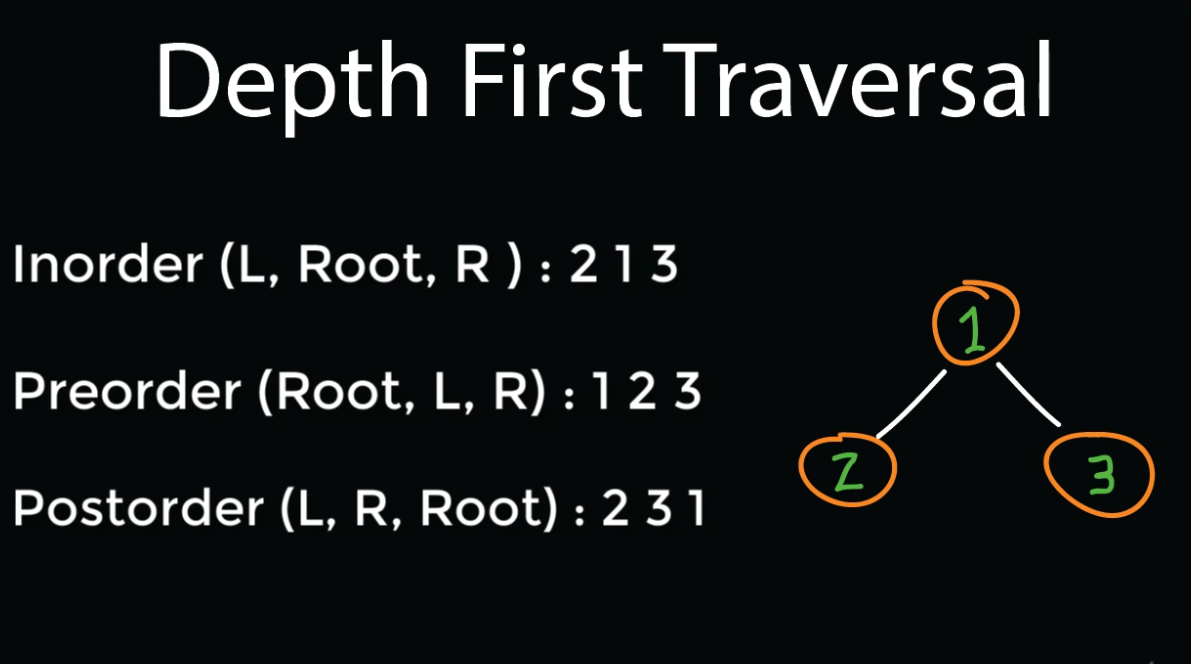 Depth First Traversal
Inorder (L, Root, R ) : 2 1 3
Preorder (Root, L, R) : 1 2 3
Postorder (L, R, Root) : 2 3 1
1
2
3